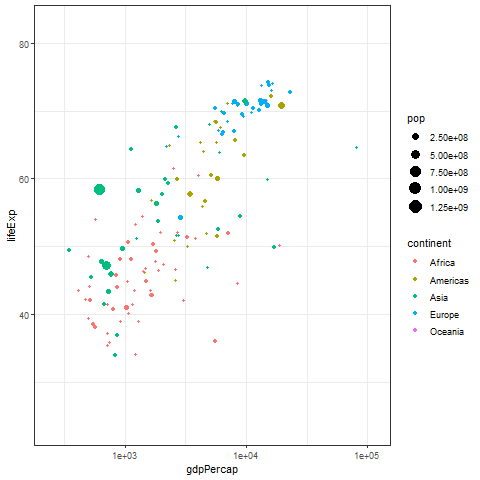 80
60
40
lifeExp
1e+03
1e+04
1e+05
gdpPercap
pop
2.50e+08
5.00e+08
7.50e+08
1.00e+09
1.25e+09
continent
Africa
Americas
Asia
Europe
Oceania